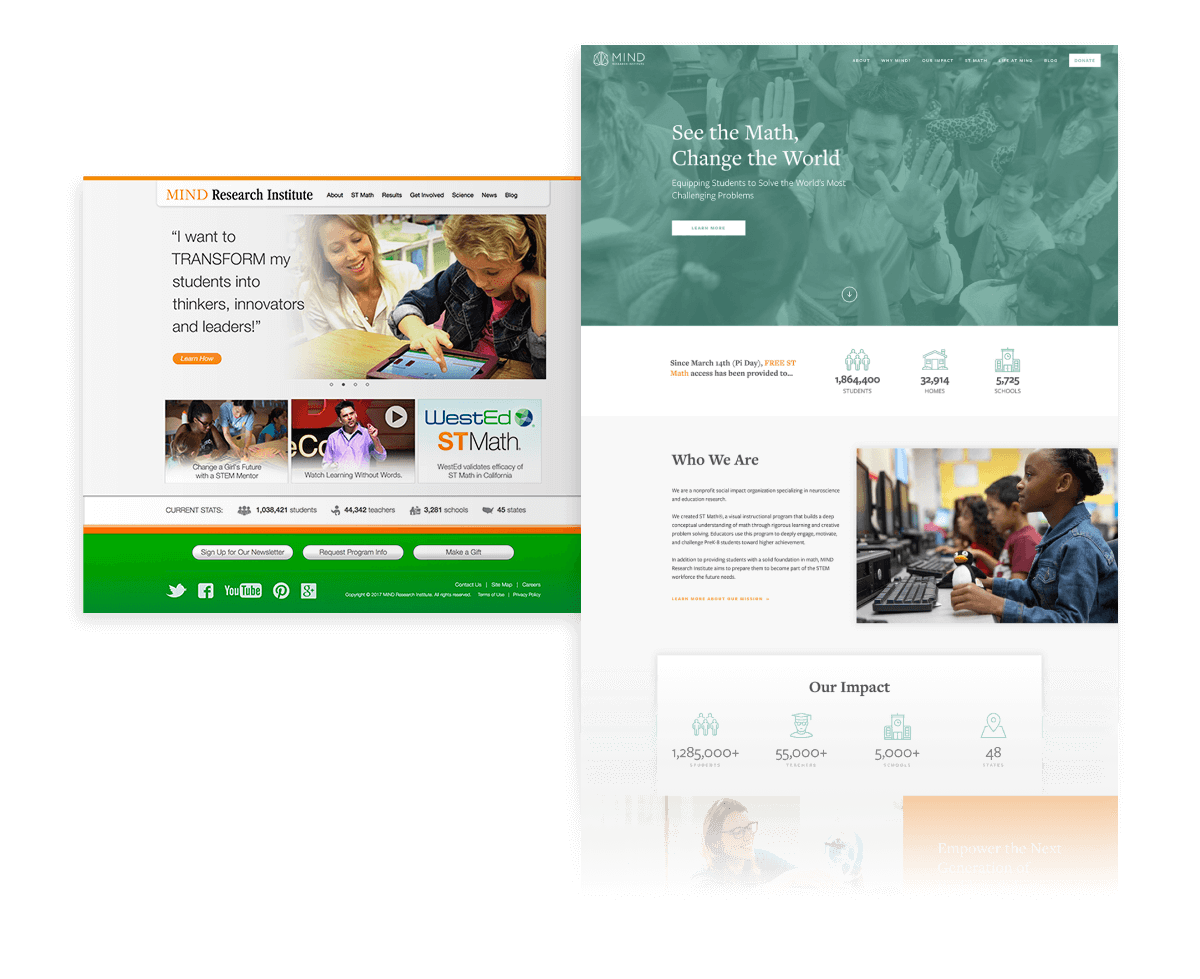 MIND Research Institute
About ST Math Results Get Involved Science News Blog
“I want to
TRANSFORM my
students into
thinkers, innovators
and leaders!”
Learn How
Change a Girl's Future
with a STEM Mentor
eCo
Watch Learning Without Words.
WestEd
ST Math
WestEd validates efficacy of
ST Math in California
CURRENT STATS: 1,038,421 students 44,342 teachers 3,281 schools 45 states
Sign Up for Our Newsletter Request Program Info Make a Gift
You Tube
Contact Us | Site Map | Careers
Copyright © 2017 MIND Research Institute. All rights reserved. Terms of Use | Privacy Policy
MIND
RESEARCH INSTITUTE
ABOUT WHY MIND? OUR IMPACT ST MATH LIFE AT MIND BLOG DONATE
See the Math,
Change the World
Equipping Students to Solve the World's Most
Challenging Problems
LEARN MORE
Since March 14th (Pi Day), FREE ST
Math access has been provided to...
1,864,400 32,914 5,725
STUDENTS HOMES SCHOOLS
Who We Are
We are a nonprofit social impact organization specializing in neuroscience
and education research.
We created ST Math®, a visual instructional program that builds a deep
conceptual understanding of math through rigorous learning and creative
problem solving. Educators use this program to deeply engage, motivate,
and challenge PreK-8 students toward higher achievement.
In addition to providing students with a solid foundation in math, MIND
Research Institute aims to prepare them to become part of the STEM
workforce the future needs.
LEARN MORE ABOUT OUR MISSION
Our Impact
1,285,000+ 55,000+ 5,000+ 48
STUDENTS TEACHERS SCHOOLS STATES
Empower the Next
Generation of